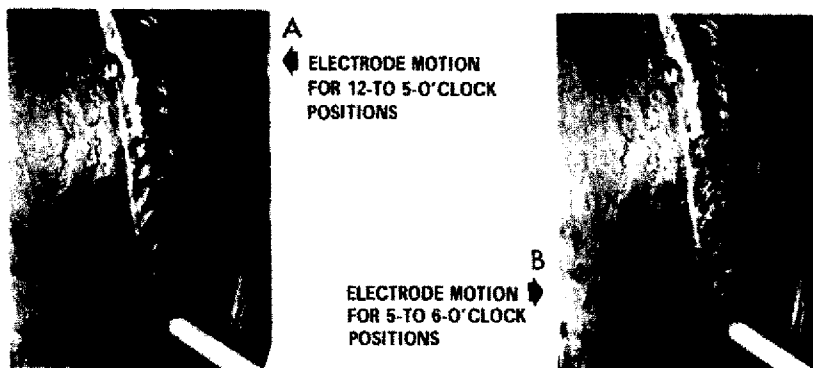 A
ELECTRODE MOTION
FOR 12-TO 5-O'CLOCK
POSITIONS
B
ELECTRODE MOTION
FOR 5-TO 6-O'CLOCK
POSITIONS